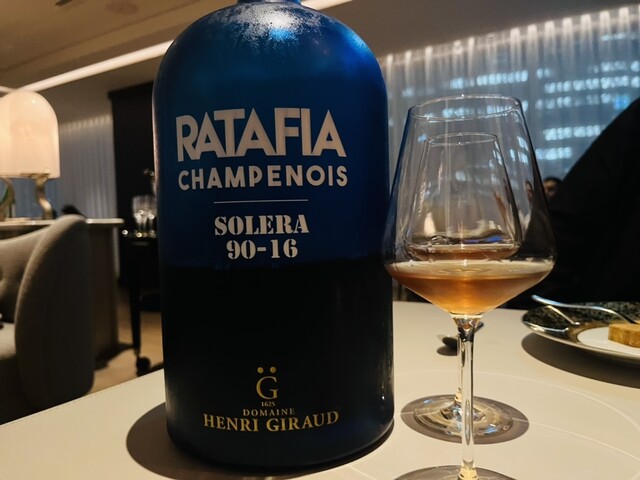 RATAFIA
CHAMPENOIS
SOLERA
90-16
G̈
1625
DOMAINE
HENRI GIRAUD